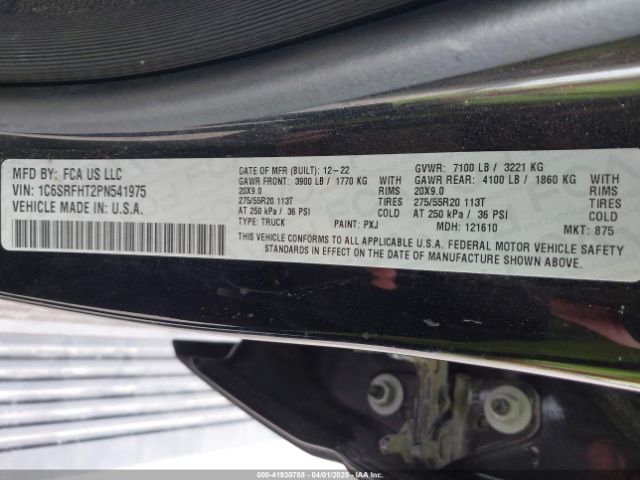 MFD BY: FCA US LLC
VIN: 1C6SRFHT2PN541975
VEHICLE MADE IN: U.S.A.
DATE OF MFR (BUILT): 12-22 GVWR: 7100 LB / 3221 KG
GAWR FRONT: 3900 LB / 1770 KG WITH GAWR REAR: 4100 LB / 1860 KG WITH
20X9.0 RIMS 20X9.0 RIMS
275/55R20 113T TIRES 275/55R20 113T TIRES
AT 250 kPa / 36 PSI COLD AT 250 kPa / 36 PSI COLD
TYPE: TRUCK PAINT: PXJ MDH: 121610 MKT: 875
THIS VEHICLE CONFORMS TO ALL APPLICABLE U.S.A. FEDERAL MOTOR VEHICLE SAFETY
STANDARDS IN EFFECT ON THE DATE OF MANUFACTURE SHOWN ABOVE.
000-41930788 - 04/01/2025 - IAA Inc.